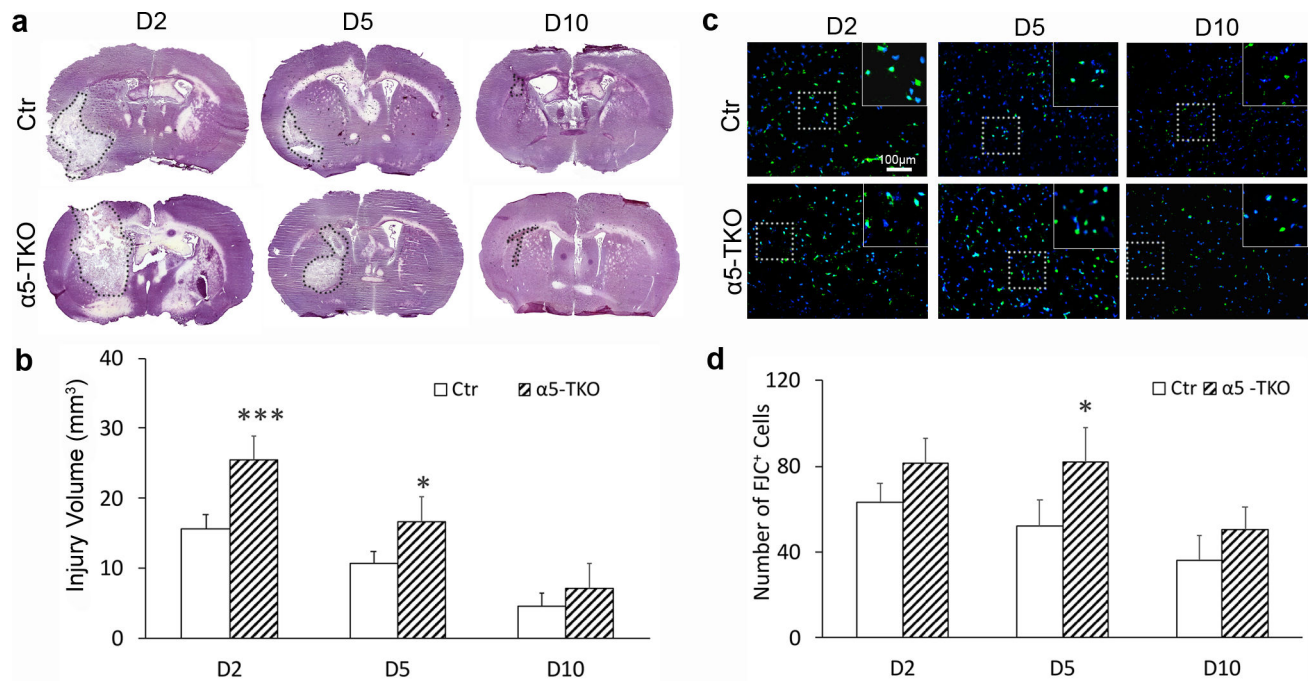 a
D2 D5 D10
Ctr
α5-TKO
b
Injury Volume (mm³)
40
30
20
10
0
Ctr α5-TKO
***
*
D2 D5 D10
c
D2 D5 D10
Ctr
100μm
α5-TKO
d
Number of FJC⁺ Cells
120
80
40
0
Ctr α5 -TKO
*
D2 D5 D10